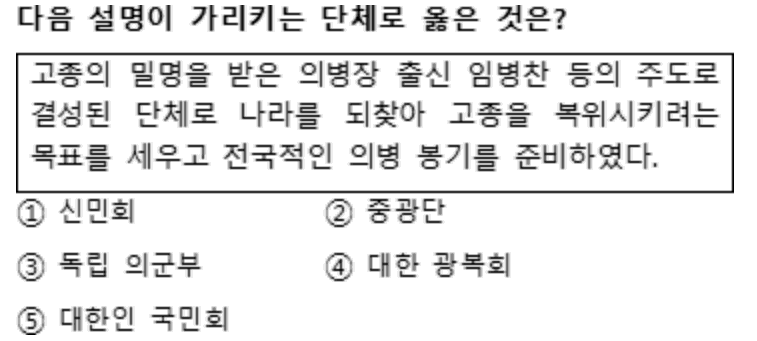 다음 설명이 가리키는 단체로 옳은 것은?
고종의 밀명을 받은 의병장 출신 임병찬 등의 주도로
결성된 단체로 나라를 되찾아 고종을 복위시키려는
목표를 세우고 전국적인 의병 봉기를 준비하였다.
① 신민회 ② 중광단
③ 독립 의군부 ④ 대한 광복회
⑤ 대한인 국민회